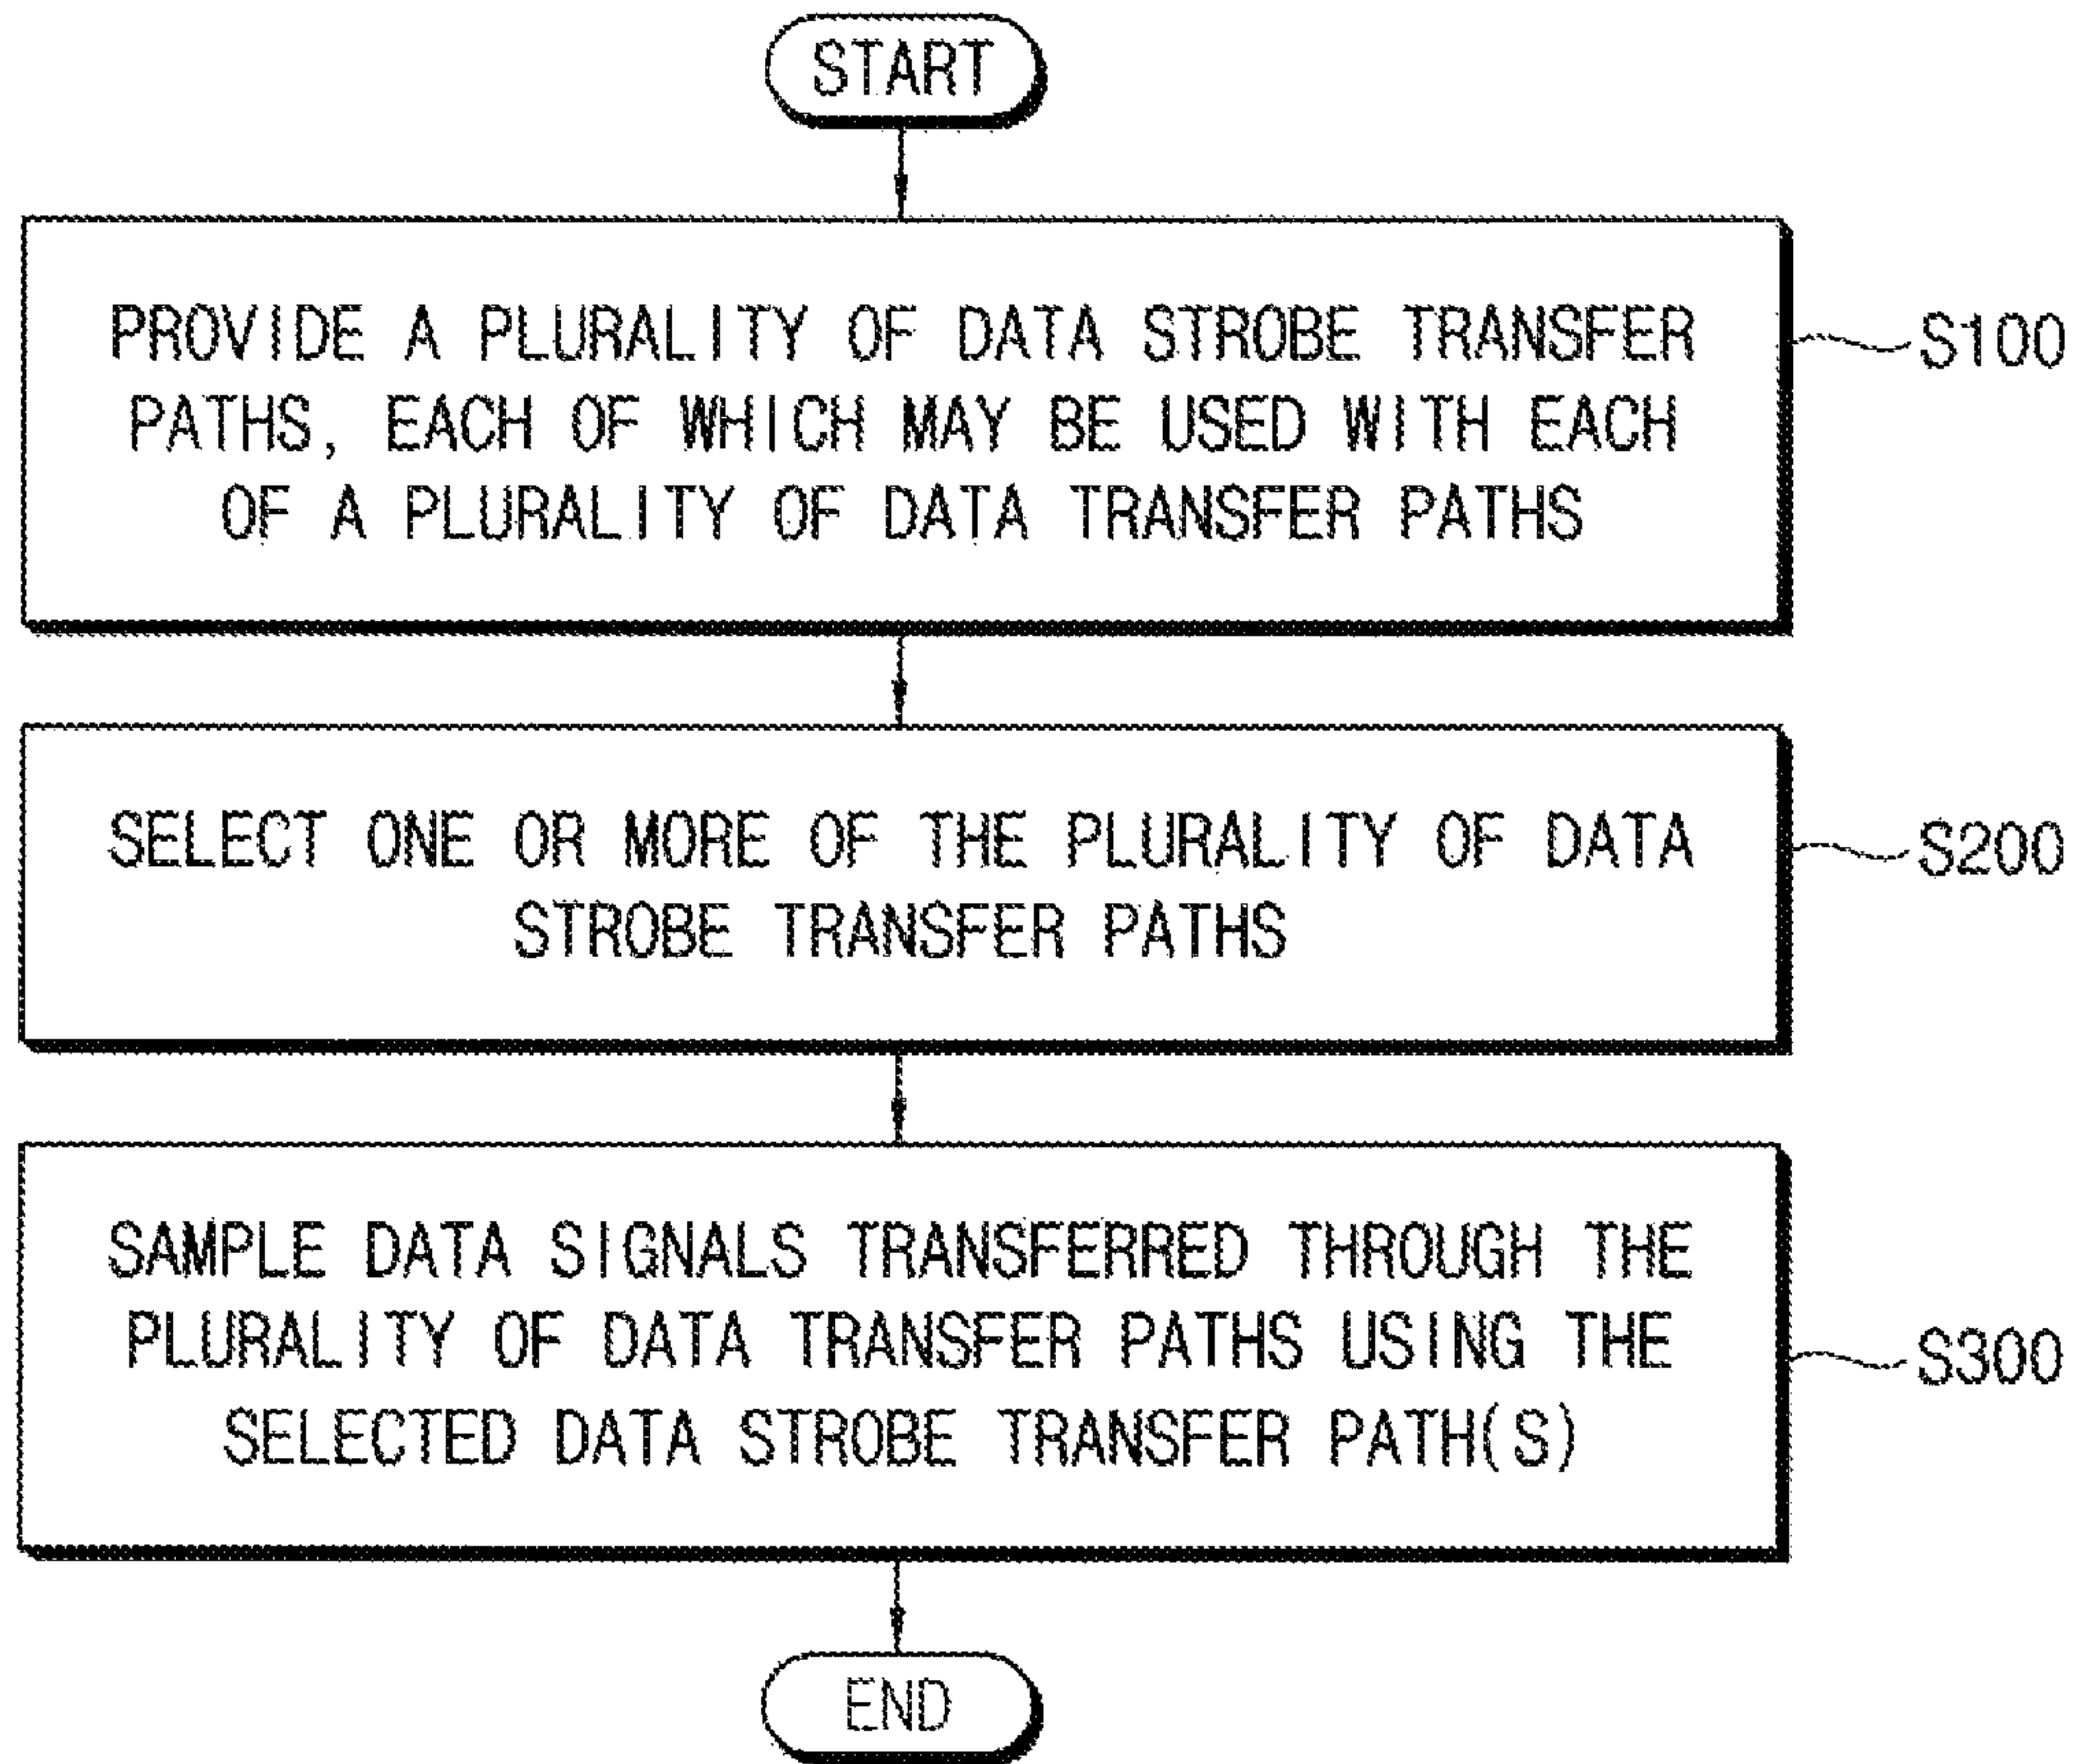 START
PROVIDE A PLURALITY OF DATA STROBE TRANSFER
PATHS, EACH OF WHICH MAY BE USED WITH EACH
OF A PLURALITY OF DATA TRANSFER PATHS
S100
SELECT ONE OR MORE OF THE PLURALITY OF DATA
STROBE TRANSFER PATHS
S200
SAMPLE DATA SIGNALS TRANSFERRED THROUGH THE
PLURALITY OF DATA TRANSFER PATHS USING THE
SELECTED DATA STROBE TRANSFER PATH(S)
S300
END